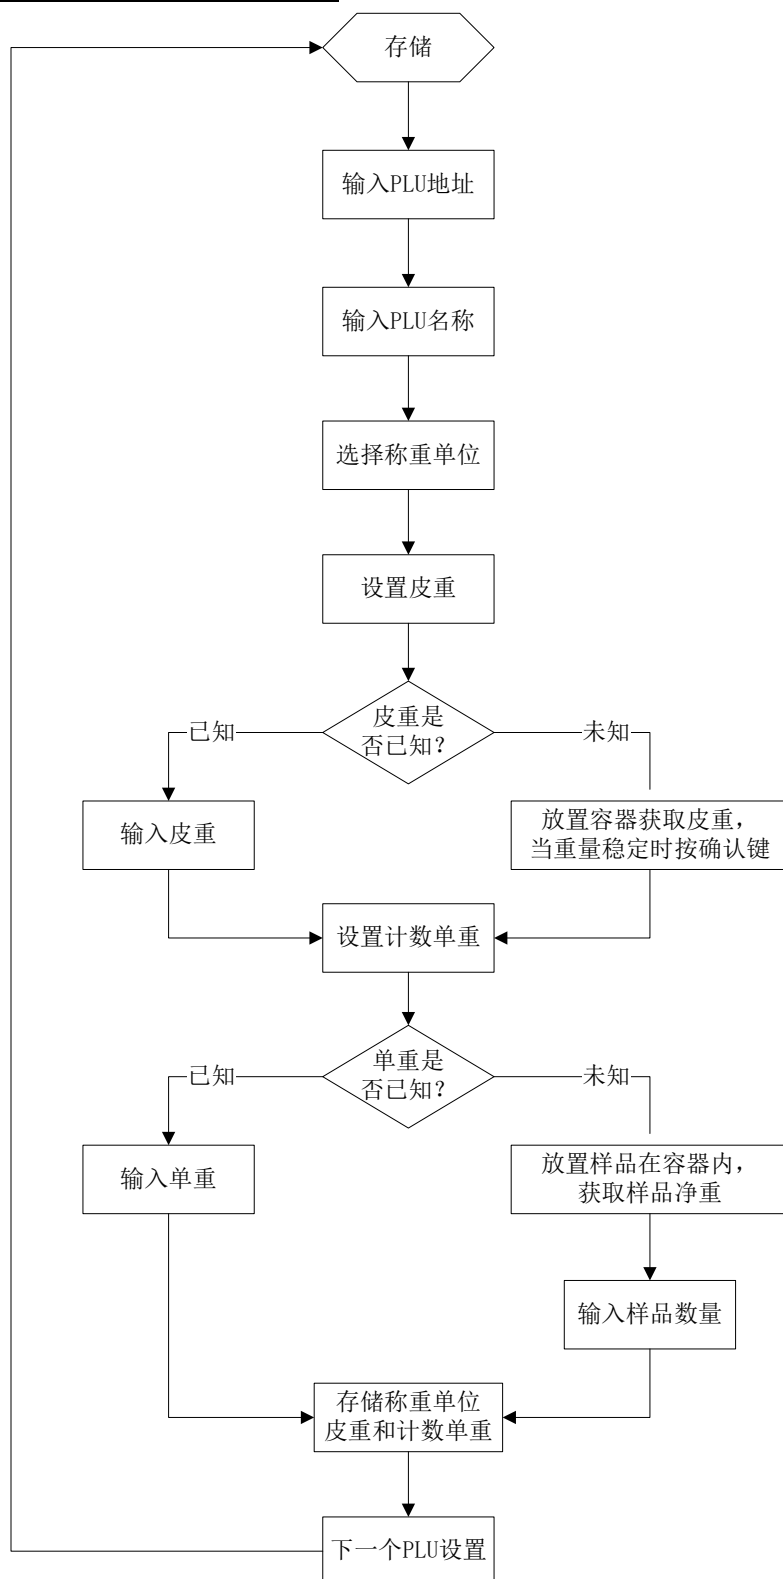 存储
输入PLU地址
输入PLU名称
选择称重单位
设置皮重
皮重是
否已知?
已知
未知
输入皮重
放置容器获取皮重，
当重量稳定时按确认键
设置计数单重
单重是
否已知?
已知
未知
输入单重
放置样品在容器内，
获取样品净重
输入样品数量
存储称重单位
皮重和计数单重
下一个PLU设置